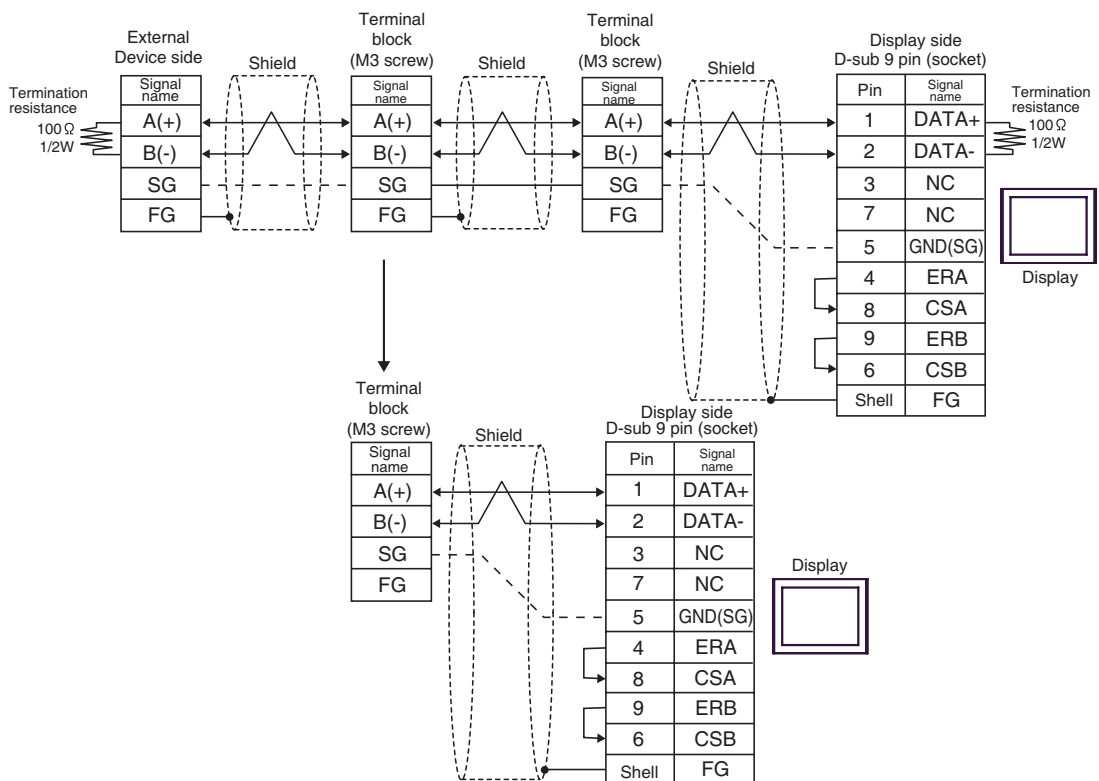 External
Device side
Signal
name
A(+)
B(-)
SG
FG
Termination
resistance
100 Ω
1/2W
Shield
Terminal
block
(M3 screw)
Signal
name
A(+)
B(-)
SG
FG
Shield
Terminal
block
(M3 screw)
Signal
name
A(+)
B(-)
SG
FG
Shield
Display side
D-sub 9 pin (socket)
Pin Signal name
1 DATA+
2 DATA-
3 NC
7 NC
5 GND(SG)
4 ERA
8 CSA
9 ERB
6 CSB
Shell FG
Termination
resistance
100 Ω
1/2W
Display
Terminal
block
(M3 screw)
Signal
name
A(+)
B(-)
SG
FG
Shield
Display side
D-sub 9 pin (socket)
Pin Signal name
1 DATA+
2 DATA-
3 NC
7 NC
5 GND(SG)
4 ERA
8 CSA
9 ERB
6 CSB
Shell FG
Display